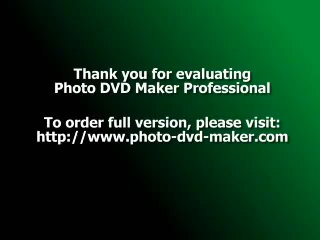 Thank you for evaluating
Photo DVD Maker Professional
To order full version, please visit:
http://www.photo-dvd-maker.com